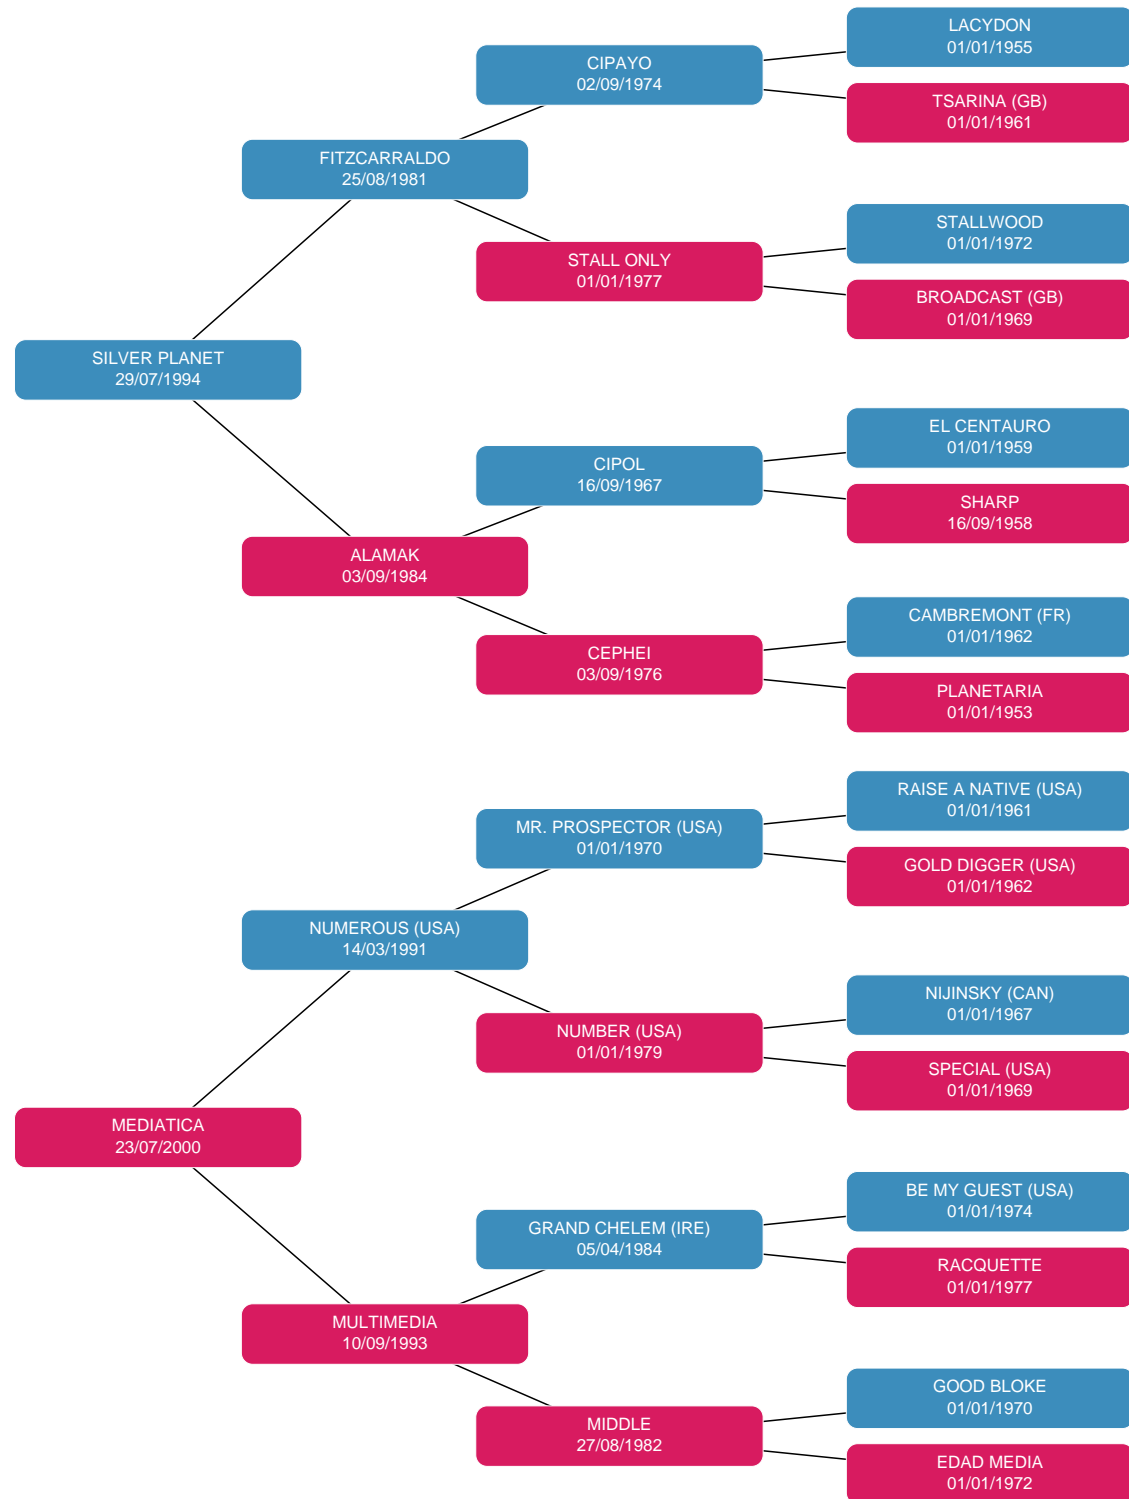 LACYDON
01/01/1955
CIPAYO
02/09/1974
TSARINA (GB)
01/01/1961
FITZCARRALDO
25/08/1981
STALLWOOD
01/01/1972
STALL ONLY
01/01/1977
BROADCAST (GB)
01/01/1969
SILVER PLANET
29/07/1994
EL CENTAURO
01/01/1959
CIPOL
16/09/1967
SHARP
16/09/1958
ALAMAK
03/09/1984
CAMBREMONT (FR)
01/01/1962
CEPHEI
03/09/1976
PLANETARIA
01/01/1953
RAISE A NATIVE (USA)
01/01/1961
MR. PROSPECTOR (USA)
01/01/1970
GOLD DIGGER (USA)
01/01/1962
NUMEROUS (USA)
14/03/1991
NIJINSKY (CAN)
01/01/1967
NUMBER (USA)
01/01/1979
SPECIAL (USA)
01/01/1969
MEDIATICA
23/07/2000
BE MY GUEST (USA)
01/01/1974
GRAND CHELEM (IRE)
05/04/1984
RACQUETTE
01/01/1977
MULTIMEDIA
10/09/1993
GOOD BLOKE
01/01/1970
MIDDLE
27/08/1982
EDAD MEDIA
01/01/1972